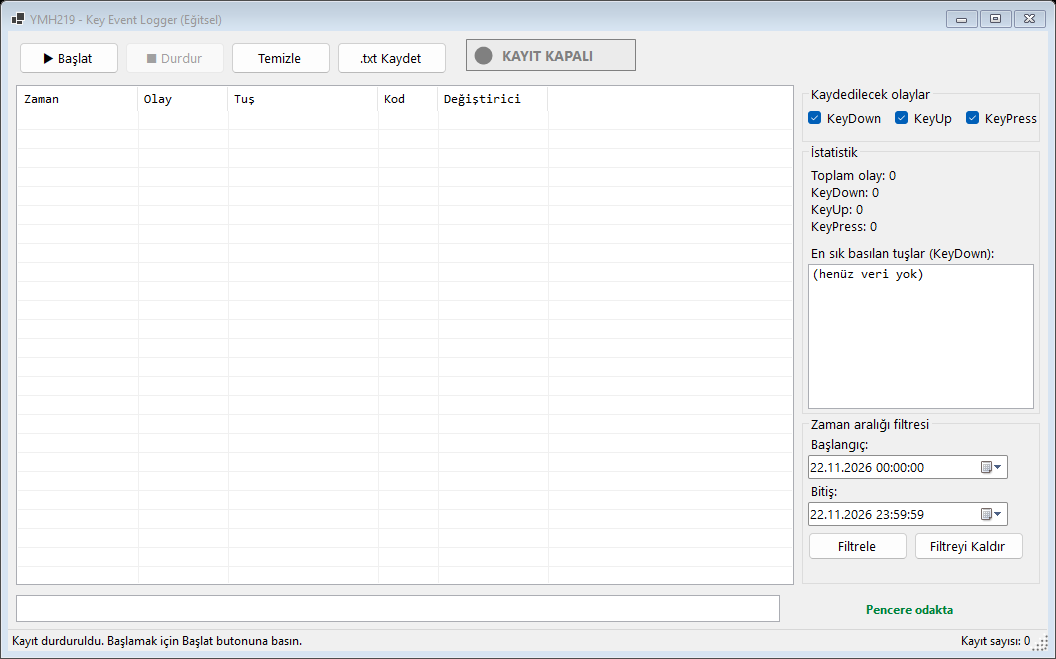 YMH219 - Key Event Logger (Eğitsel)
▶ Başlat
■ Durdur
Temizle
.txt Kaydet
KAYIT KAPALI
Zaman Olay Tuş Kod Değiştirici
Kaydedilecek olaylar
KeyDown KeyUp KeyPress
İstatistik
Toplam olay: 0
KeyDown: 0
KeyUp: 0
KeyPress: 0
En sık basılan tuşlar (KeyDown):
(henüz veri yok)
Zaman aralığı filtresi
Başlangıç:
22.11.2026 00:00:00
Bitiş:
22.11.2026 23:59:59
Filtrele
Filtreyi Kaldır
Pencere odakta
Kayıt durduruldu. Başlamak için Başlat butonuna basın.
Kayıt sayısı: 0